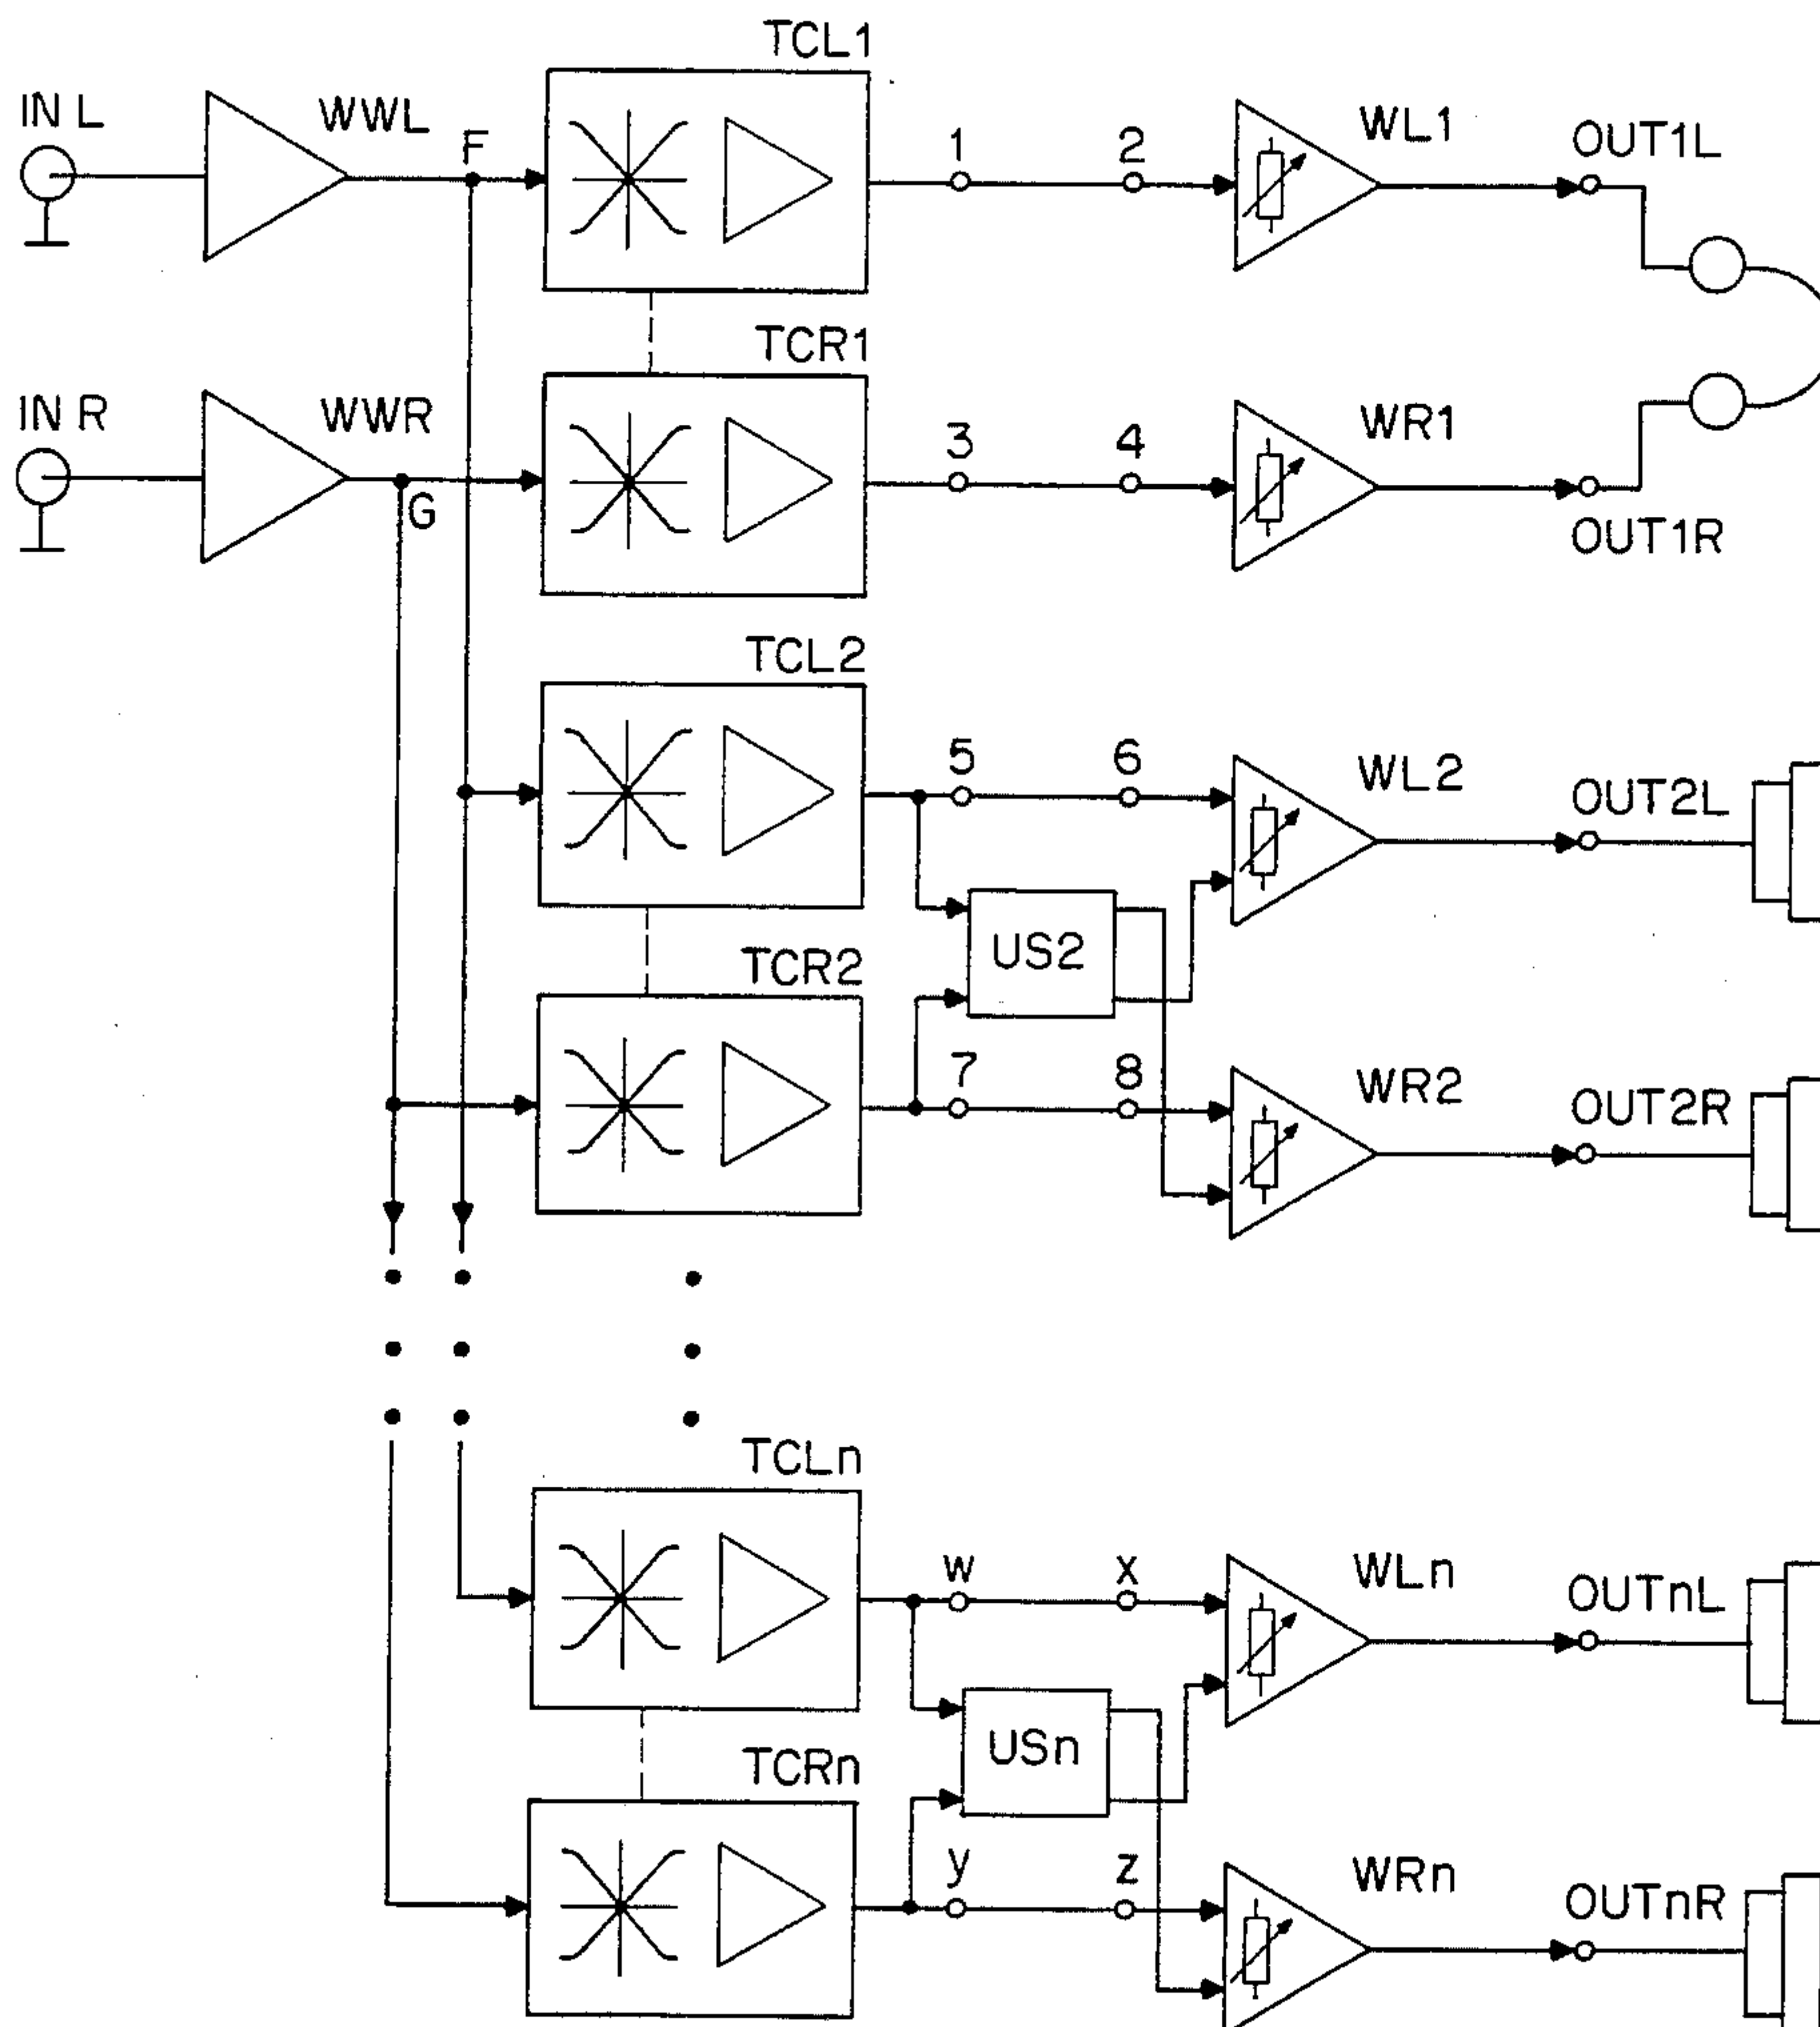 TCL1
IN L
WWL
F
1
2
WL1
OUT1L
TCR1
IN R
WWR
G
3
4
WR1
OUT1R
TCL2
5
6
WL2
OUT2L
US2
TCR2
7
8
WR2
OUT2R
TCLn
w
x
WLn
OUTnL
USn
TCRn
y
z
WRn
OUTnR